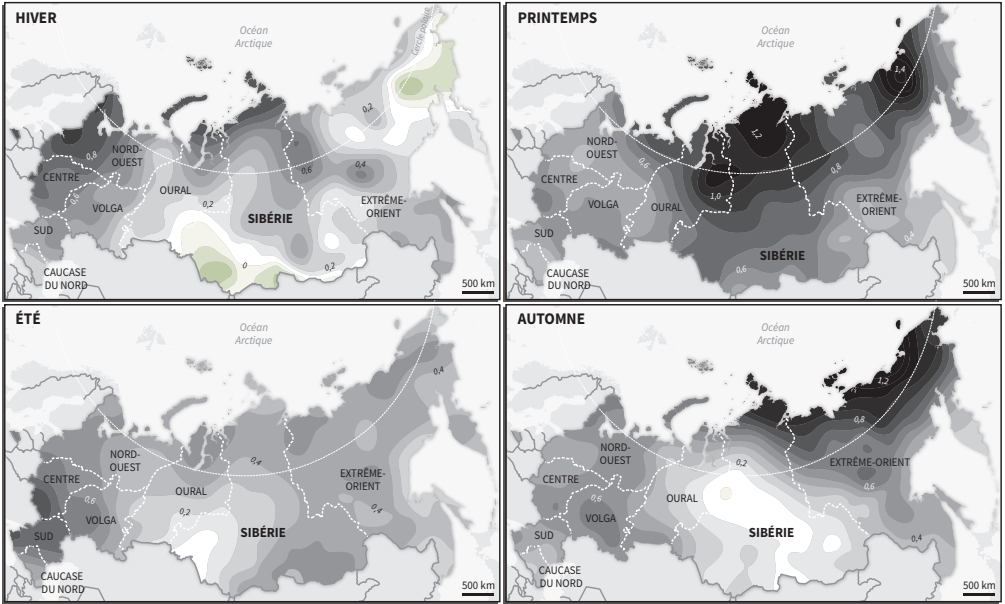 HIVER
Océan
Arctique
Cercle polaire
0,2
0,8
NORD-
OUEST
0,4
0,6
CENTRE
OURAL
0,6
VOLGA
0,2
EXTRÊME-
ORIENT
SIBÉRIE
SUD
0
0,2
CAUCASE
DU NORD
500 km
PRINTEMPS
Océan
Arctique
1,4
1,2
NORD-
OUEST
0,6
0,8
CENTRE
1,0
VOLGA
OURAL
EXTRÊME-
ORIENT
SUD
0,4
SIBÉRIE
0,6
CAUCASE
DU NORD
500 km
ÉTÉ
Océan
Arctique
0,4
NORD-
OUEST
0,4
CENTRE
EXTRÊME-
ORIENT
OURAL
0,6
0,2
0,4
VOLGA
SUD
SIBÉRIE
CAUCASE
DU NORD
500 km
AUTOMNE
Océan
Arctique
1,2
0,8
NORD-
OUEST
0,2
EXTRÊME-ORIENT
CENTRE
0,6
0,6
OURAL
VOLGA
SUD
SIBÉRIE
0,4
CAUCASE
DU NORD
500 km